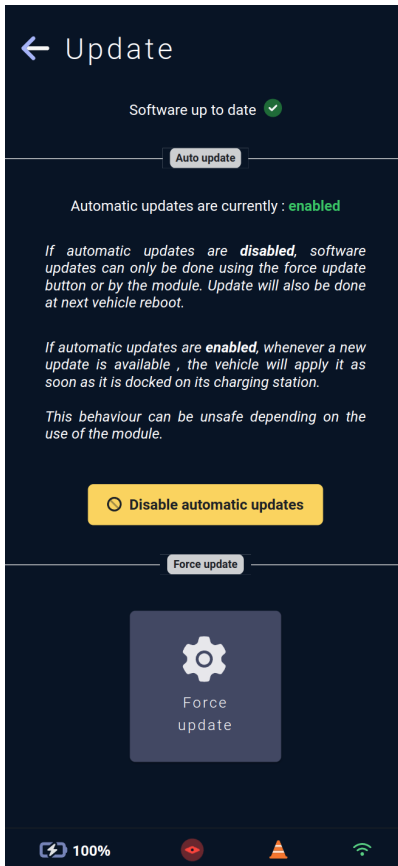 Update
Software up to date
Auto update
Automatic updates are currently : enabled
If automatic updates are disabled, software
updates can only be done using the force update
button or by the module. Update will also be done
at next vehicle reboot.
If automatic updates are enabled, whenever a new
update is available , the vehicle will apply it as
soon as it is docked on its charging station.
This behaviour can be unsafe depending on the
use of the module.
Disable automatic updates
Force update
Force
update
100%